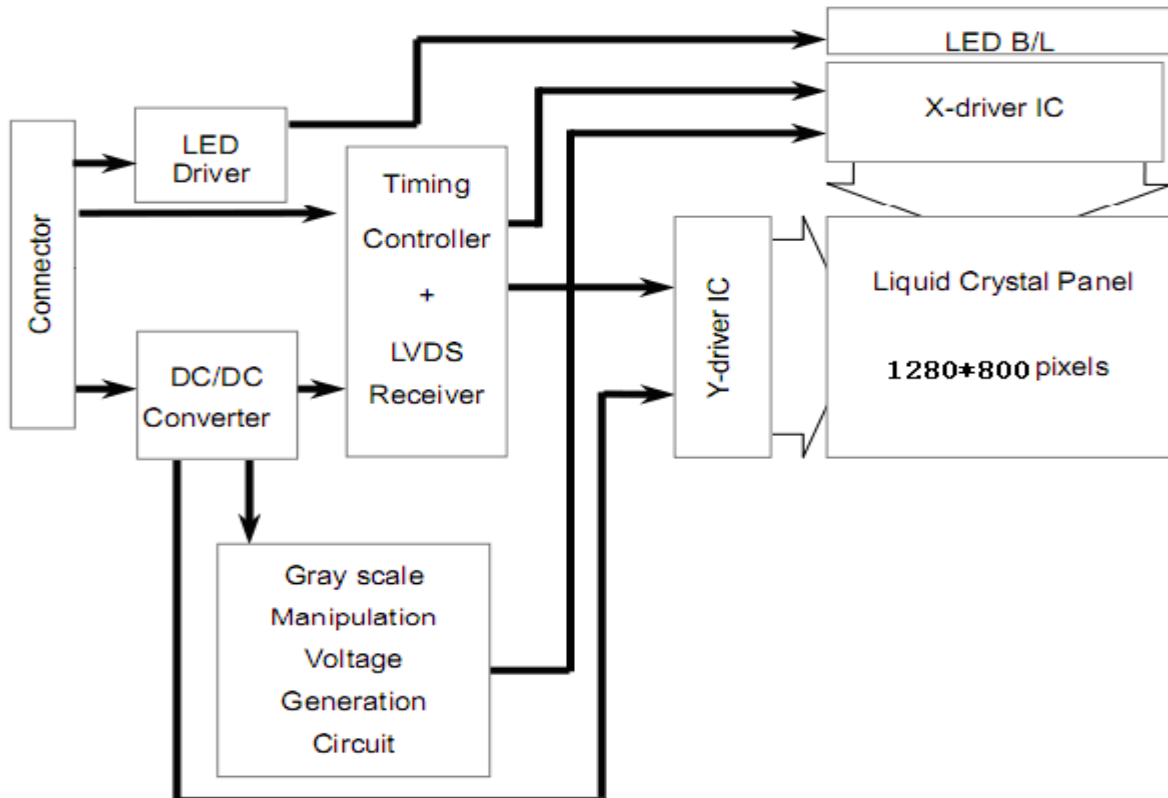 LED B/L
X-driver IC
LED
Driver
Timing
Controller
+
LVDS
Receiver
Connector
DC/DC
Converter
Y-driver IC
Liquid Crystal Panel
1280*800 pixels
Gray scale
Manipulation
Voltage
Generation
Circuit